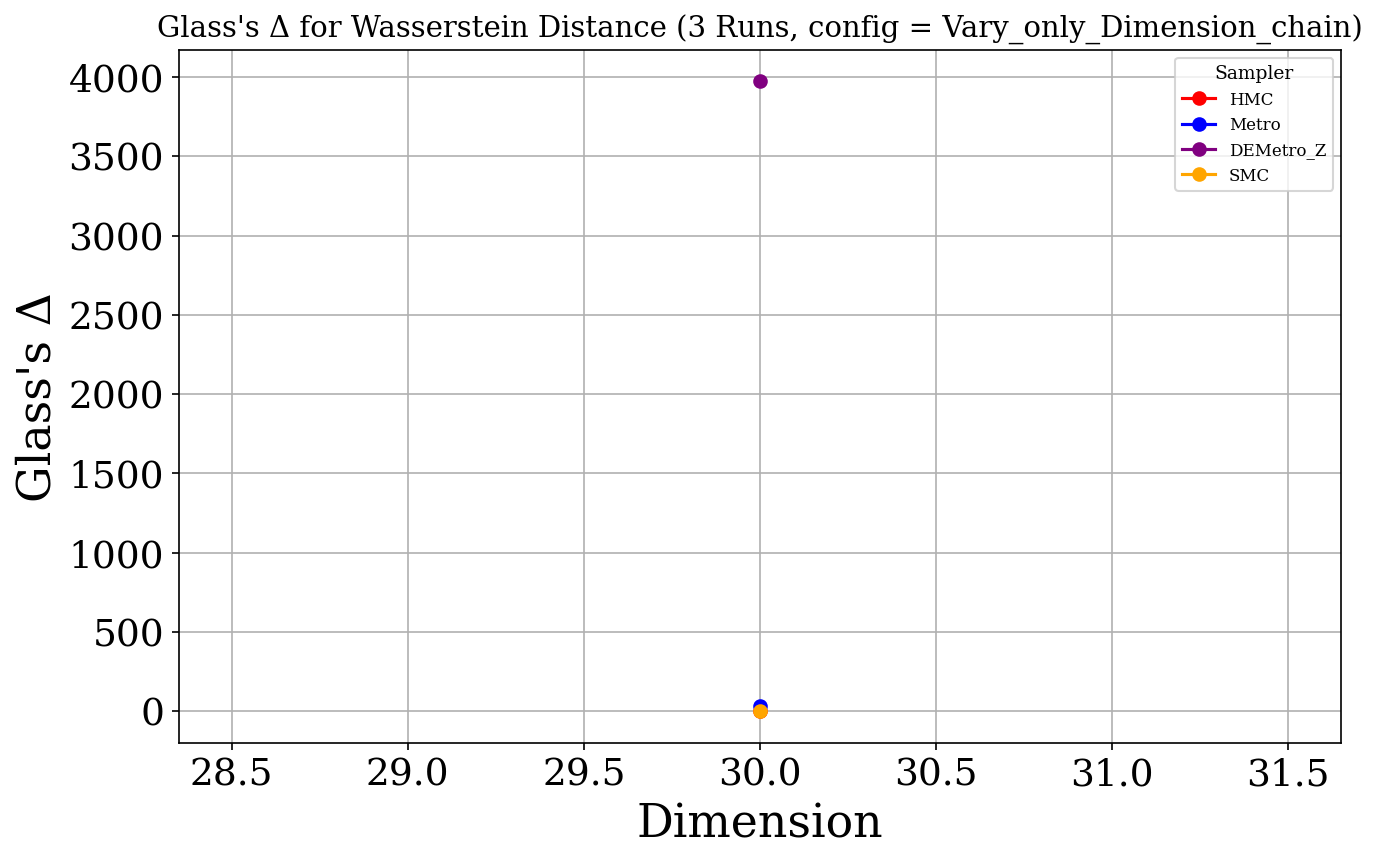 Glass's Δ for Wasserstein Distance (3 Runs, config = Vary_only_Dimension_chain)
Glass's Δ
4000
3500
3000
2500
2000
1500
1000
500
0
Sampler
HMC
Metro
DEMetro_Z
SMC
28.5 29.0 29.5 30.0 30.5 31.0 31.5
Dimension